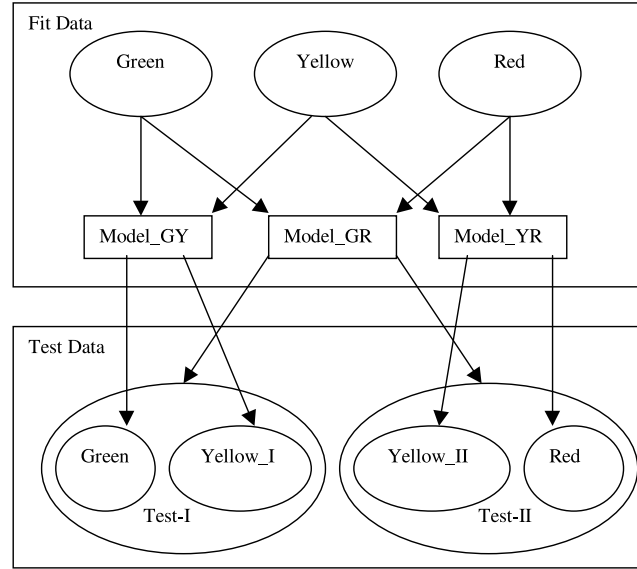 Fit Data
Green
Yellow
Red
Model_GY
Model_GR
Model_YR
Test Data
Green
Yellow_I
Yellow_II
Red
Test-I
Test-II